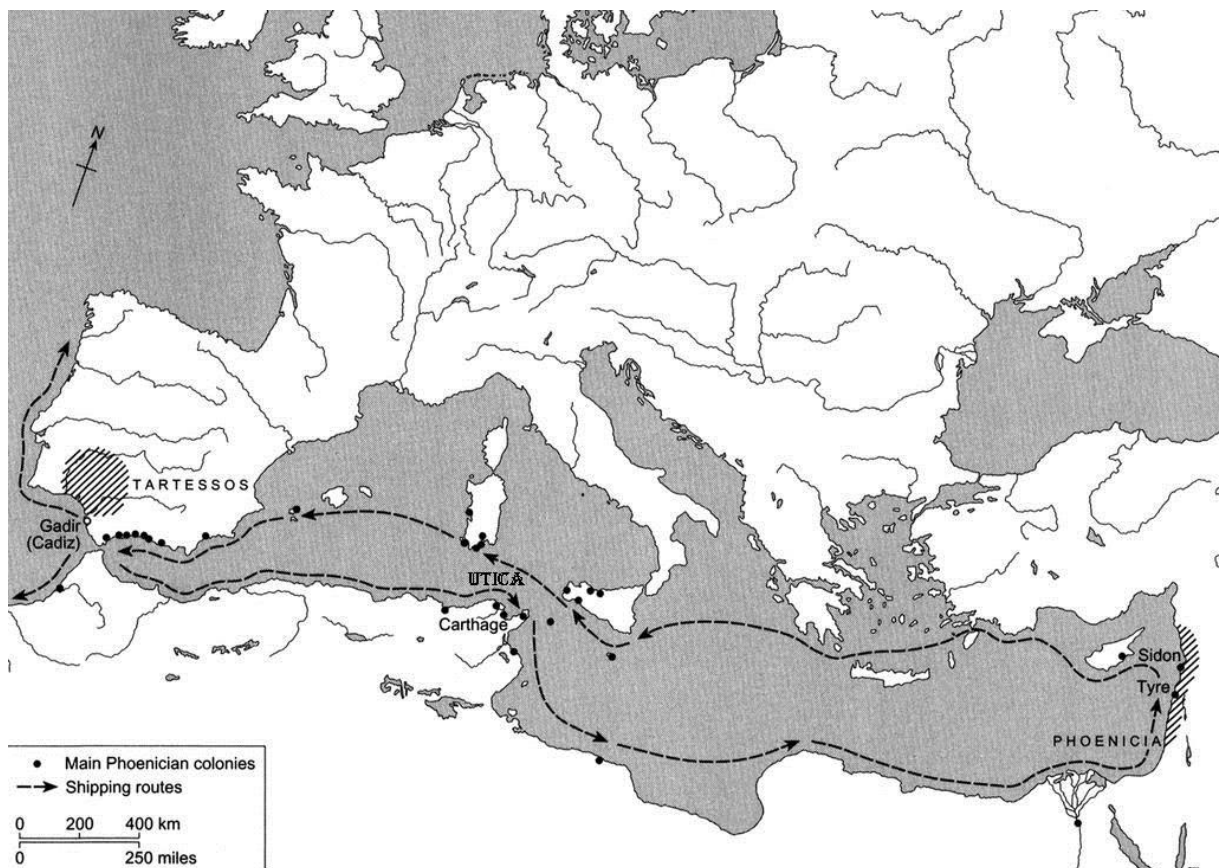 N
TARTESSOS
Gadir
(Cadiz)
UTICA
Carthage
Sidon
Tyre
PHOENICIA
Main Phoenician colonies
Shipping routes
0 200 400 km
0 250 miles